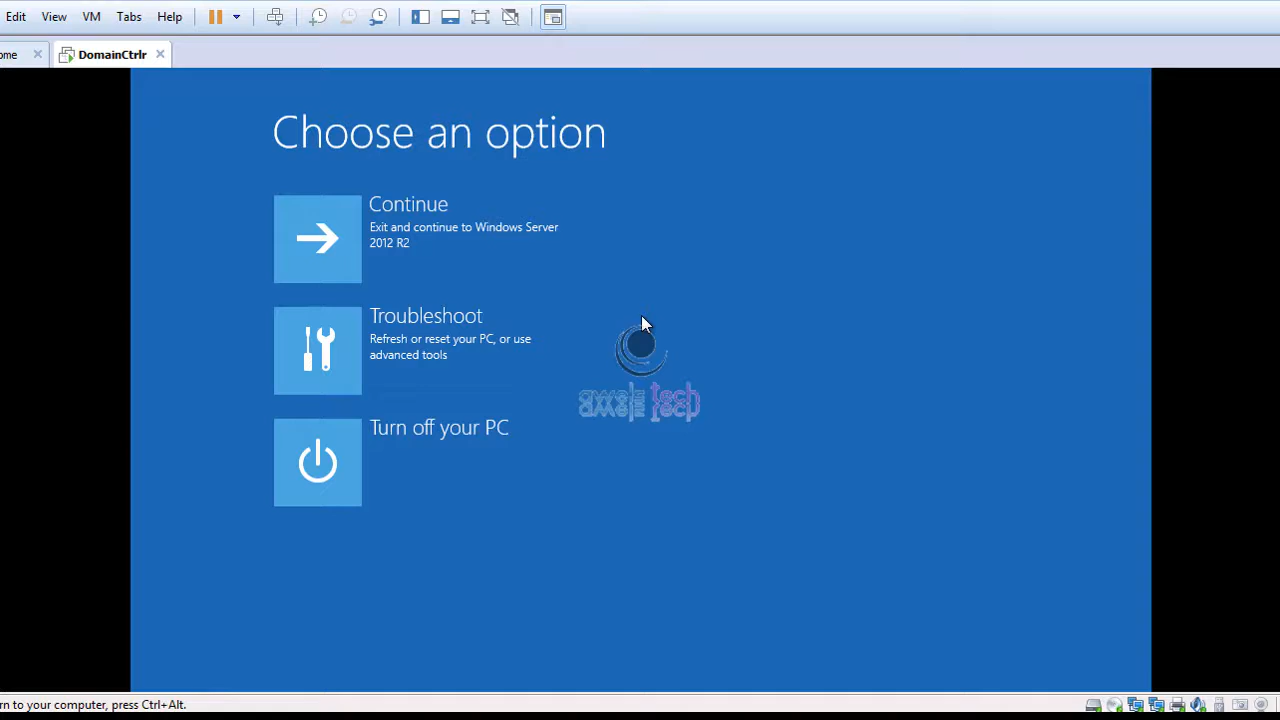 Edit View VM Tabs Help
ome DomainCtrlr
Choose an option
Continue
Exit and continue to Windows Server
2012 R2
Troubleshoot
Refresh or reset your PC, or use
advanced tools
tech
Turn off your PC
rn to your computer, press Ctrl+Alt.